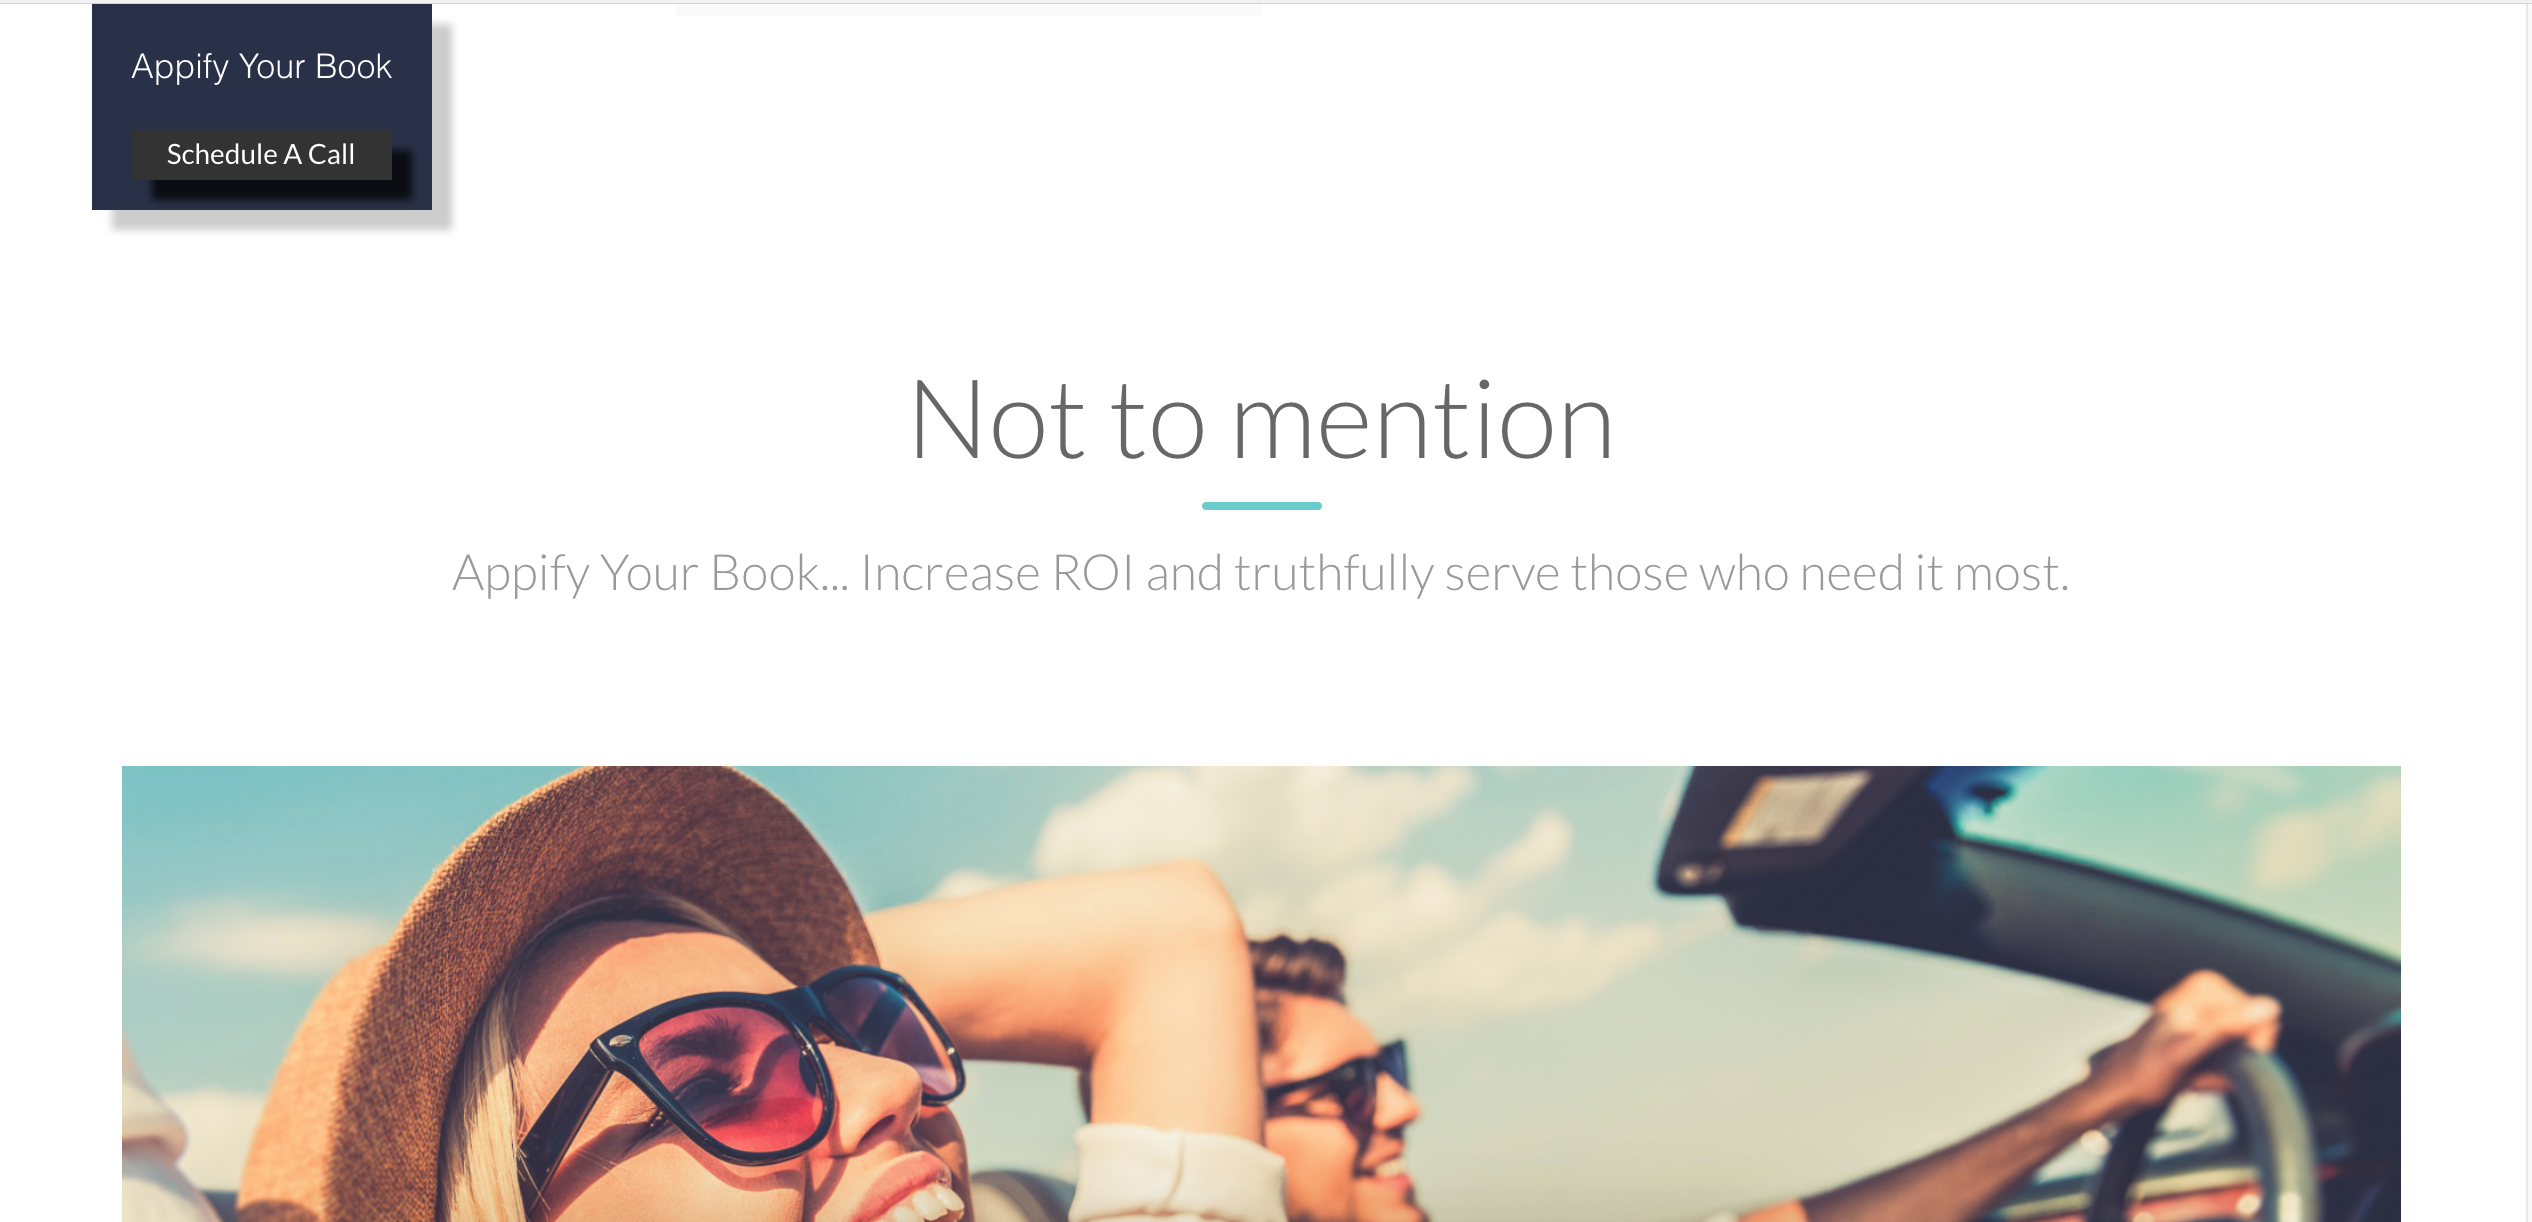 Appify Your Book
Schedule A Call
Not to mention
Appify Your Book... Increase ROI and truthfully serve those who need it most.